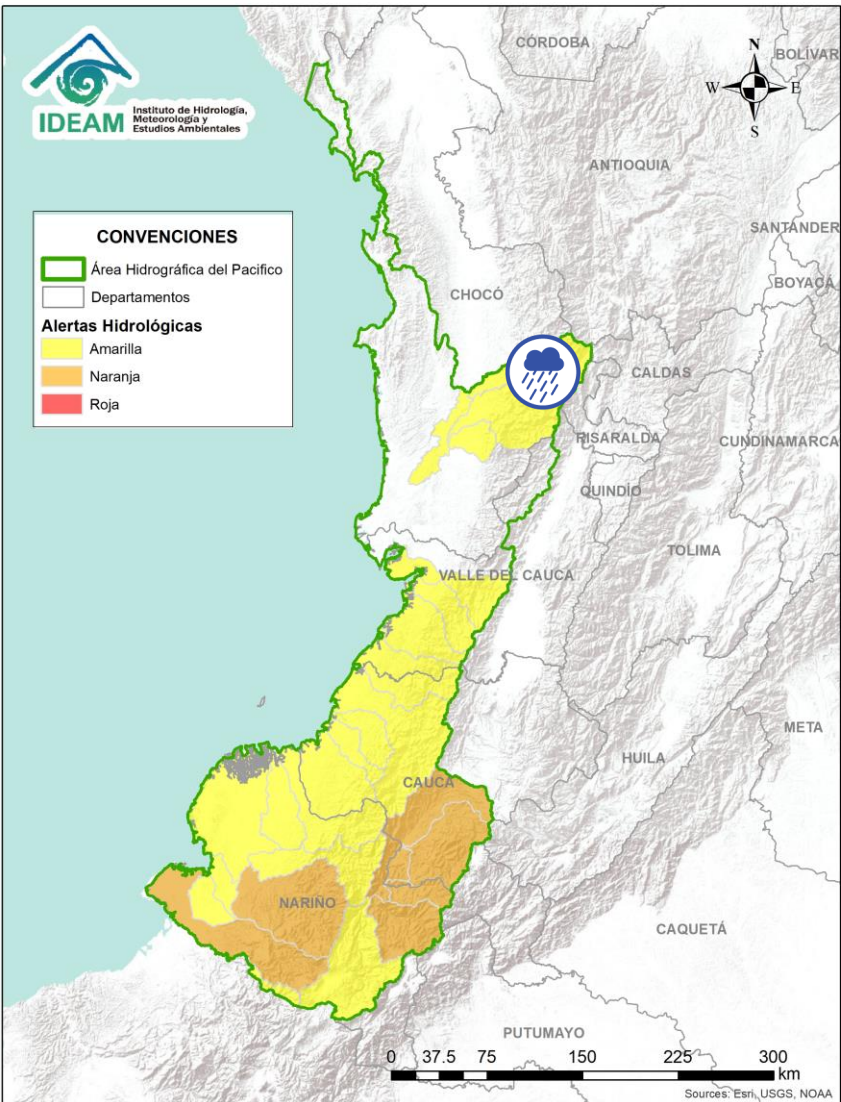 IDEAM
Instituto de Hidrología,
Meteorología y
Estudios Ambientales
N
W
E
S
CÓRDOBA
BOLÍVAR
ANTIOQUIA
SANTANDER
BOYACÁ
CONVENCIONES
Área Hidrográfica del Pacifico
Departamentos
Alertas Hidrológicas
Amarilla
Naranja
Roja
CHOCÓ
CALDAS
RISARALDA
CUNDINAMARCA
QUINDÍO
TOLIMA
VALLE DEL CAUCA
META
HUILA
CAUCA
NARIÑO
CAQUETÁ
PUTUMAYO
0 37.5 75 150 225 300
km
Sources: Esri, USGS, NOAA